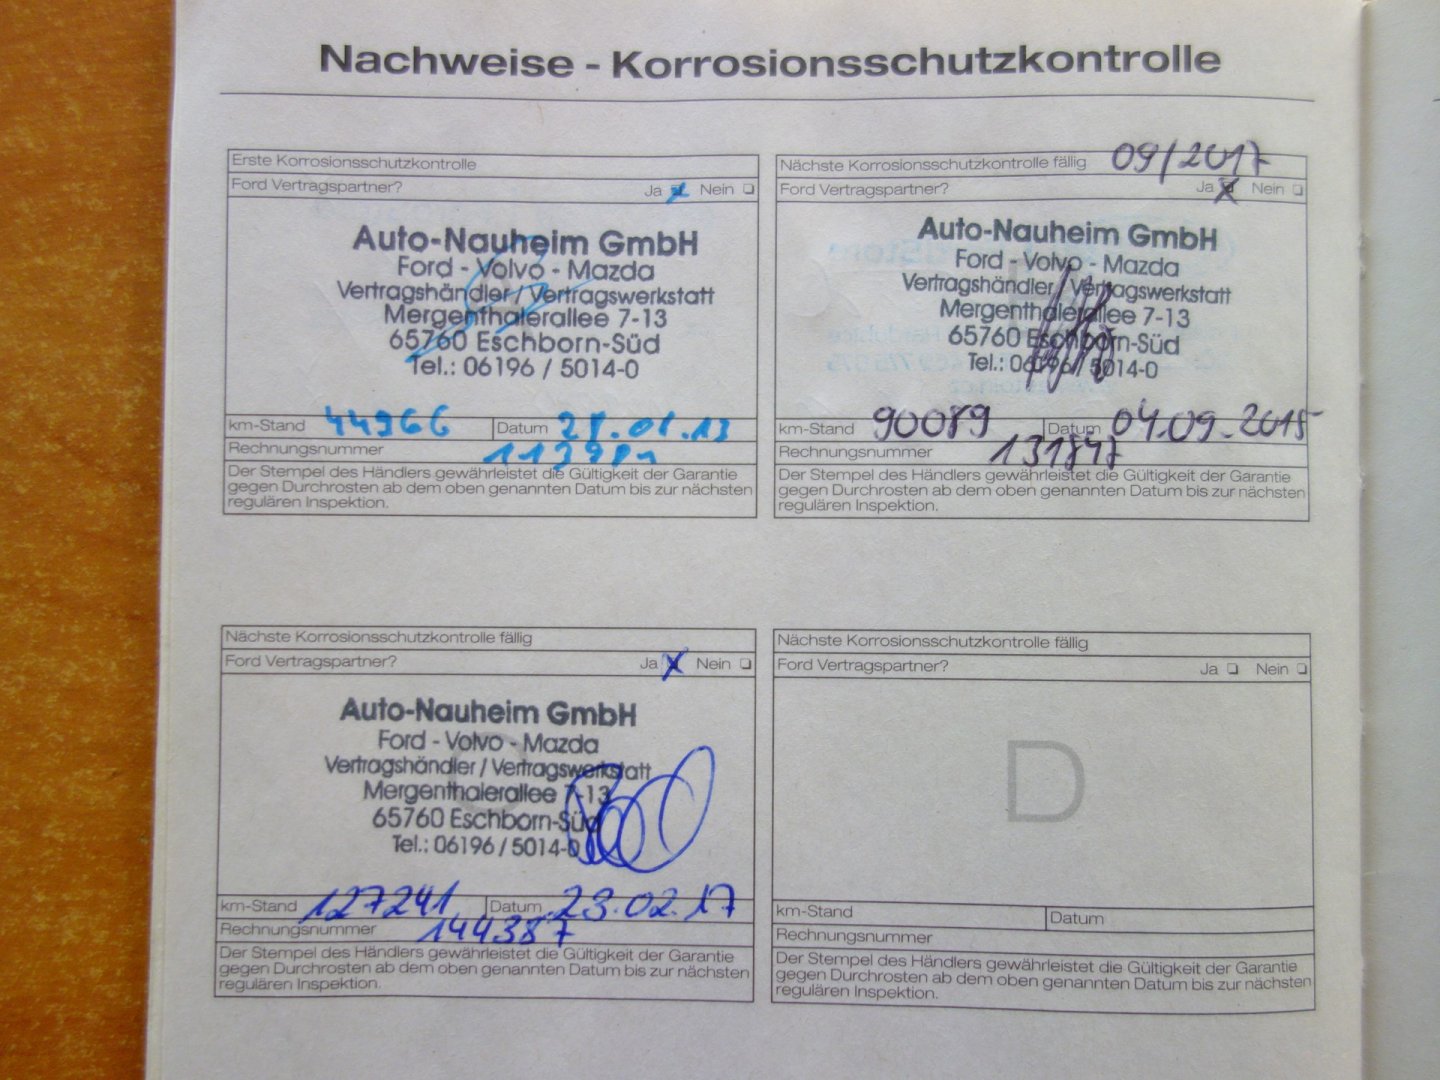 Nachweise - Korrosionsschutzkontrolle
Erste Korrosionsschutzkontrolle
Ford Vertragspartner? Ja Nein
Auto-Nauheim GmbH
Ford - Volvo - Mazda
Vertragshändler / Vertragswerkstatt
Mergenthalerallee 7-13
65760 Eschborn-Süd
Tel.: 06196 / 5014-0
km-Stand 44966 Datum 28.01.13
Rechnungsnummer
Der Stempel des Händlers gewährleistet die Gültigkeit der Garantie
gegen Durchrosten ab dem oben genannten Datum bis zur nächsten
regulären Inspektion.
Nächste Korrosionsschutzkontrolle fällig 09/2017
Ford Vertragspartner? Ja Nein
Auto-Nauheim GmbH
Ford - Volvo - Mazda
Vertragshändler / Vertragswerkstatt
Mergenthalerallee 7-13
65760 Eschborn-Süd
Tel.: 06196 / 5014-0
km-Stand 90089 Datum 04.09.2015
Rechnungsnummer 131847
Der Stempel des Händlers gewährleistet die Gültigkeit der Garantie
gegen Durchrosten ab dem oben genannten Datum bis zur nächsten
regulären Inspektion.
Nächste Korrosionsschutzkontrolle fällig
Ford Vertragspartner? Ja Nein
Auto-Nauheim GmbH
Ford - Volvo - Mazda
Vertragshändler / Vertragswerkstatt
Mergenthalerallee 7-13
65760 Eschborn-Süd
Tel.: 06196 / 5014-0
km-Stand 127241 Datum 23.02.17
Rechnungsnummer 144387
Der Stempel des Händlers gewährleistet die Gültigkeit der Garantie
gegen Durchrosten ab dem oben genannten Datum bis zur nächsten
regulären Inspektion.
Nächste Korrosionsschutzkontrolle fällig
Ford Vertragspartner? Ja Nein
D
km-Stand Datum
Rechnungsnummer
Der Stempel des Händlers gewährleistet die Gültigkeit der Garantie
gegen Durchrosten ab dem oben genannten Datum bis zur nächsten
regulären Inspektion.